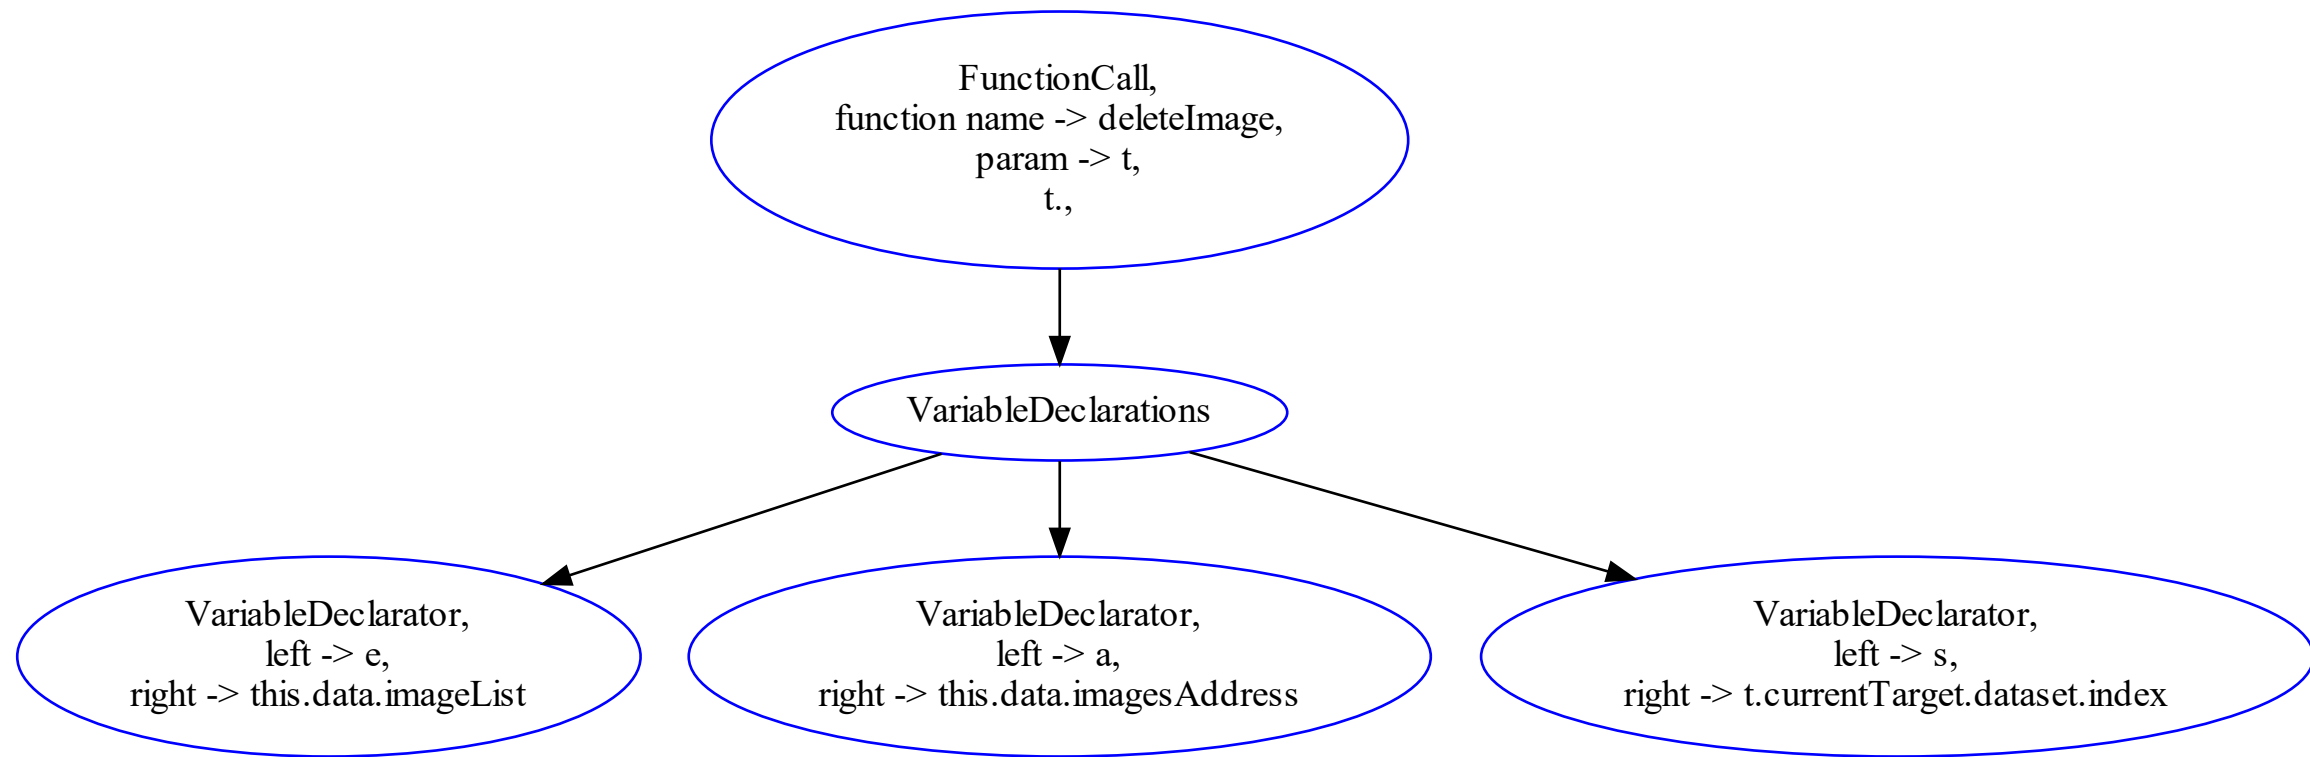 FunctionCall,
function name -> deleteImage,
param -> t,
t.,
VariableDeclarations
VariableDeclarator,
left -> e,
right -> this.data.imageList
VariableDeclarator,
left -> a,
right -> this.data.imagesAddress
VariableDeclarator,
left -> s,
right -> t.currentTarget.dataset.index